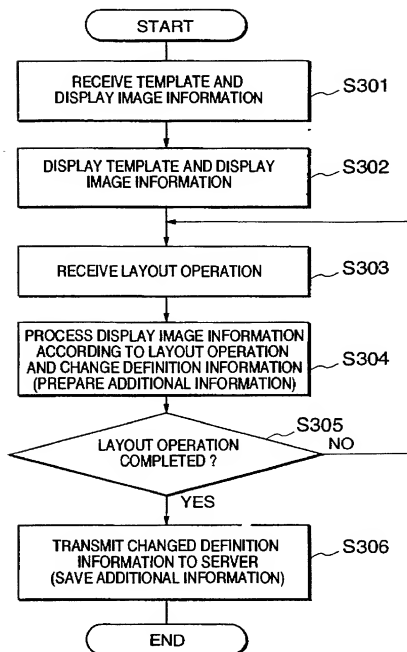 START
RECEIVE TEMPLATE AND
DISPLAY IMAGE INFORMATION
S301
DISPLAY TEMPLATE AND DISPLAY
IMAGE INFORMATION
S302
RECEIVE LAYOUT OPERATION
S303
PROCESS DISPLAY IMAGE INFORMATION
ACCORDING TO LAYOUT OPERATION
AND CHANGE DEFINITION INFORMATION
(PREPARE ADDITIONAL INFORMATION)
S304
S305
LAYOUT OPERATION
COMPLETED ?
NO
YES
TRANSMIT CHANGED DEFINITION
INFORMATION TO SERVER
(SAVE ADDITIONAL INFORMATION)
S306
END